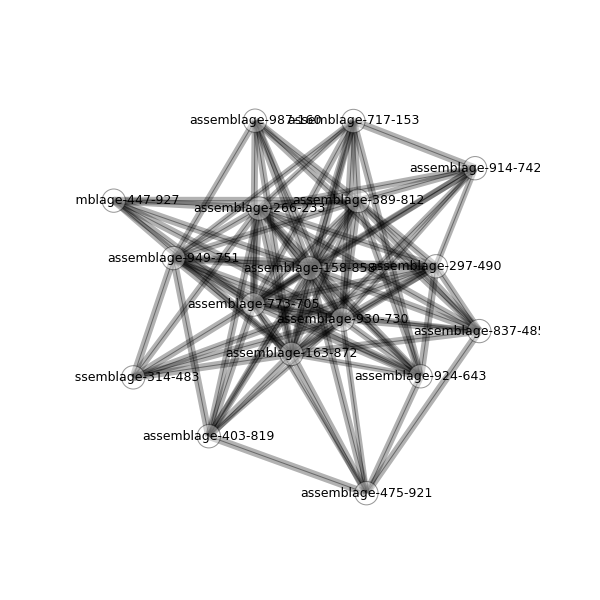 assemblage-987-160
assemblage-717-153
assemblage-914-742
mblage-447-927
assemblage-389-812
assemblage-266-233
assemblage-949-751
assemblage-158-858
assemblage-297-490
assemblage-773-705
assemblage-930-730
assemblage-837-485
assemblage-163-872
ssemblage-314-483
assemblage-924-643
assemblage-403-819
assemblage-475-921